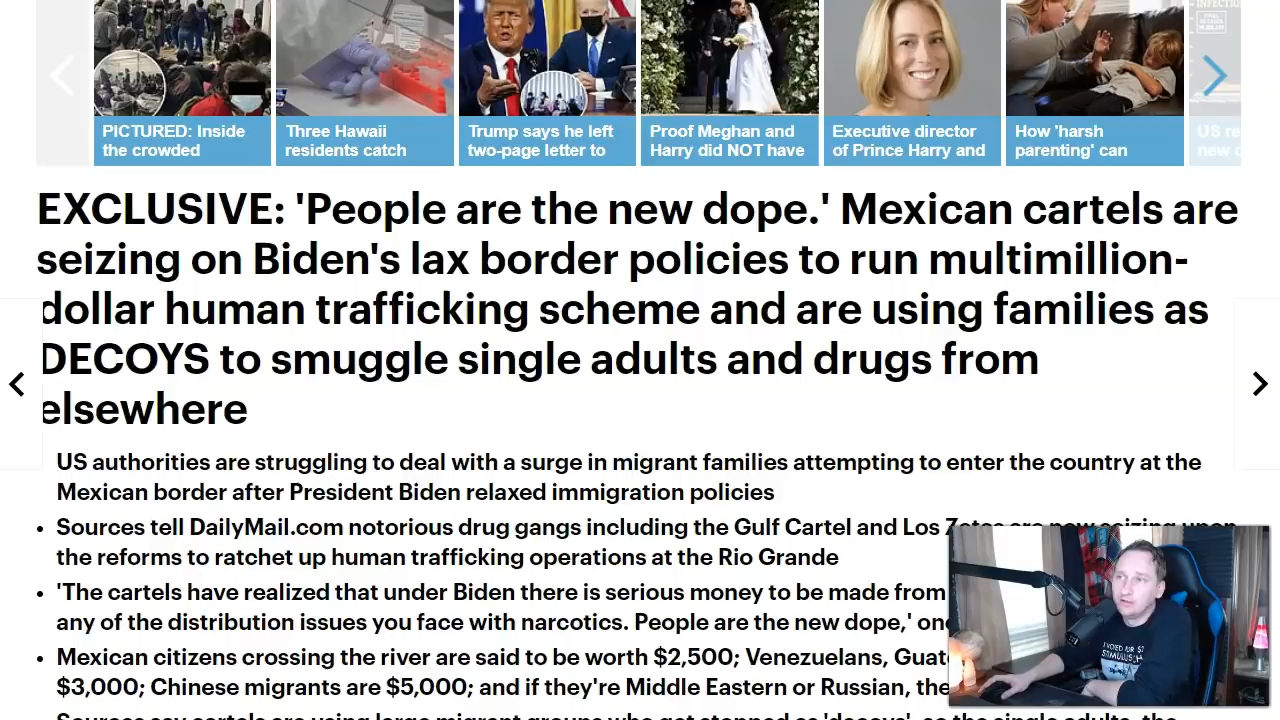 PICTURED: Inside
the crowded
Three Hawaii
residents catch
Trump says he left
two-page letter to
Proof Meghan and
Harry did NOT have
Executive director
of Prince Harry and
How 'harsh
parenting' can
US re
new
EXCLUSIVE: 'People are the new dope.' Mexican cartels are
seizing on Biden's lax border policies to run multimillion-
dollar human trafficking scheme and are using families as
DECOYS to smuggle single adults and drugs from
elsewhere
US authorities are struggling to deal with a surge in migrant families attempting to enter the country at the
Mexican border after President Biden relaxed immigration policies
• Sources tell DailyMail.com notorious drug gangs including the Gulf Cartel and Los Zetas are now seizing upon
the reforms to ratchet up human trafficking operations at the Rio Grande
• 'The cartels have realized that under Biden there is serious money to be made from
any of the distribution issues you face with narcotics. People are the new dope,' one
• Mexican citizens crossing the river are said to be worth $2,500; Venezuelans, Guat
$3,000; Chinese migrants are $5,000; and if they're Middle Eastern or Russian, the
Sources say cartels are using large migrant groups who get stopped as 'decoys', as the single adults, the
I VOTED FOR